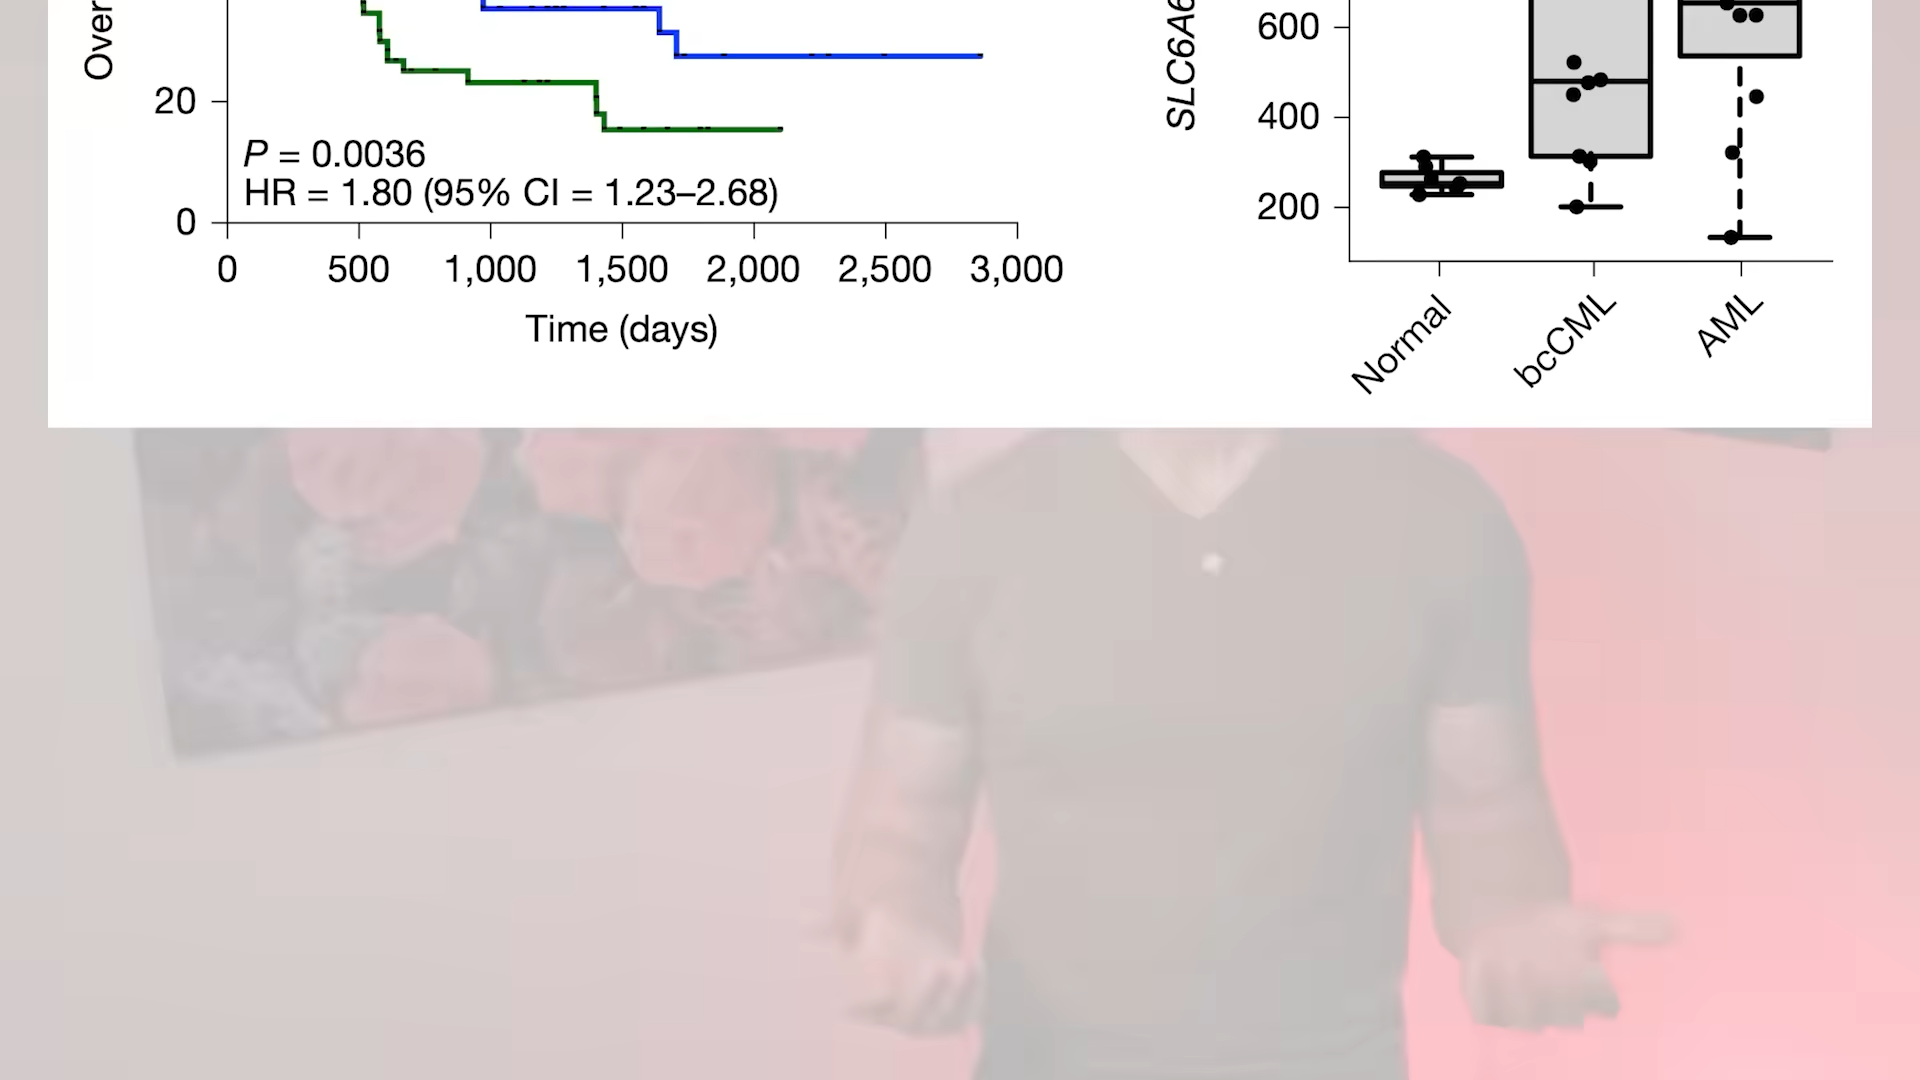 Over
20
0
P = 0.0036
HR = 1.80 (95% CI = 1.23–2.68)
0 500 1,000 1,500 2,000 2,500 3,000
Time (days)
SLC6A6
600
400
200
Normal
bcCML
AML